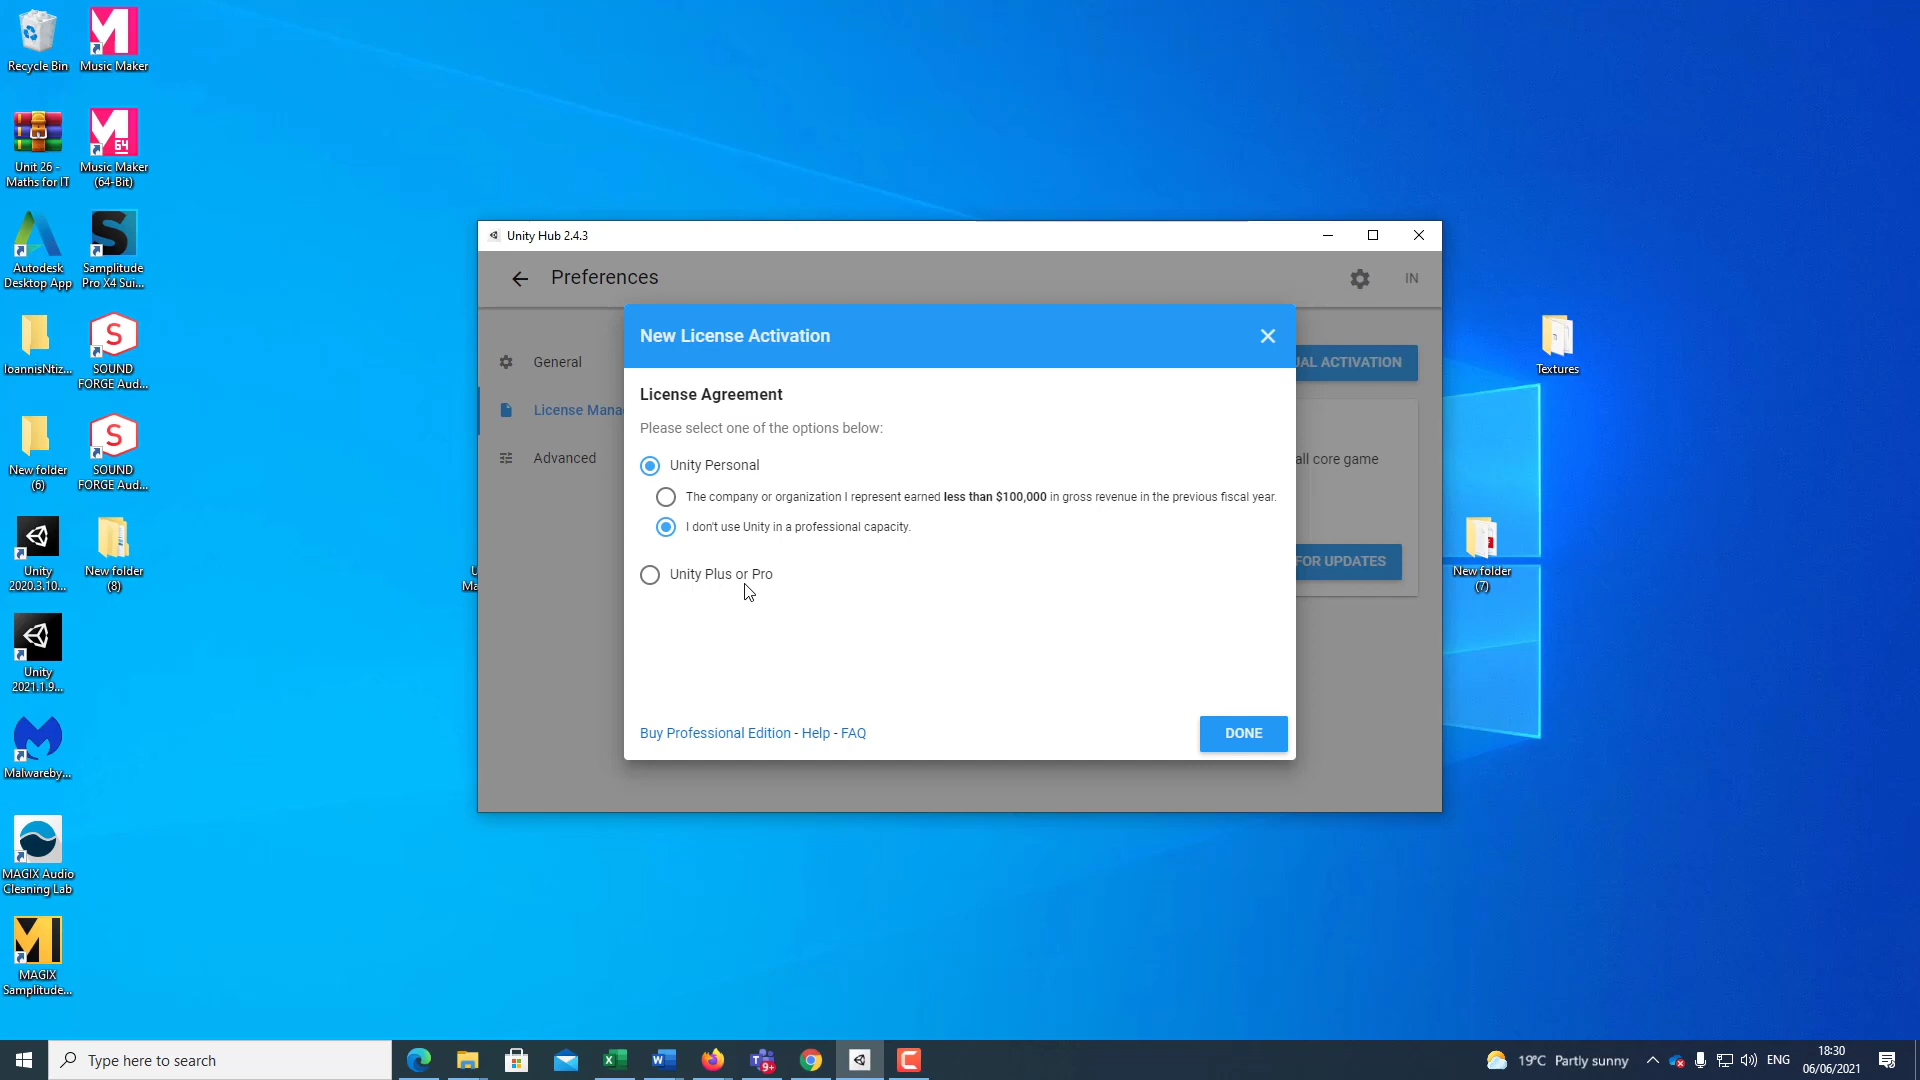 Recycle Bin
Music Maker
Unit 26 -
Maths for IT
64
Music Maker
(64-Bit)
Autodesk
Desktop App
Samplitude
Pro X4 Sui...
IoannisNtiz...
SOUND
FORGE Aud...
New folder
(6)
SOUND
FORGE Aud...
Unity
2020.3.10...
New folder
(8)
Unity
2021.1.9...
Malwareby...
MAGIX Audio
Cleaning Lab
MAGIX
Samplitude...
Unity Hub 2.4.3
Preferences
IN
General
License Mana
Advanced
UAL ACTIVATION
all core game
FOR UPDATES
New License Activation
License Agreement
Please select one of the options below:
Unity Personal
The company or organization I represent earned less than $100,000 in gross revenue in the previous fiscal year.
I don't use Unity in a professional capacity.
Unity Plus or Pro
Buy Professional Edition - Help - FAQ
DONE
Textures
New folder
(7)
Type here to search
9+
19°C Partly sunny
ENG
18:30
06/06/2021